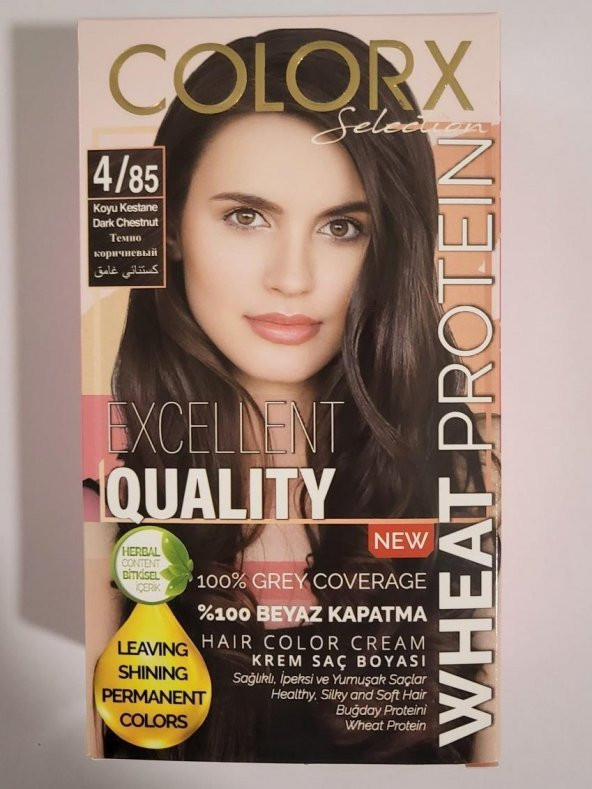 COLORX
Selection
4/85
Koyu Kestane
Dark Chestnut
Темно
коричневый
كستنائي غامق
WHEAT PROTEIN
EXCELLENT
QUALITY
NEW
HERBAL
CONTENT
BİTKİSEL
İÇERİK
100% GREY COVERAGE
%100 BEYAZ KAPATMA
HAIR COLOR CREAM
KREM SAÇ BOYASI
Sağlıklı, İpeksi ve Yumuşak Saçlar
Healthy, Silky and Soft Hair
Buğday Proteini
Wheat Protein
LEAVING
SHINING
PERMANENT
COLORS